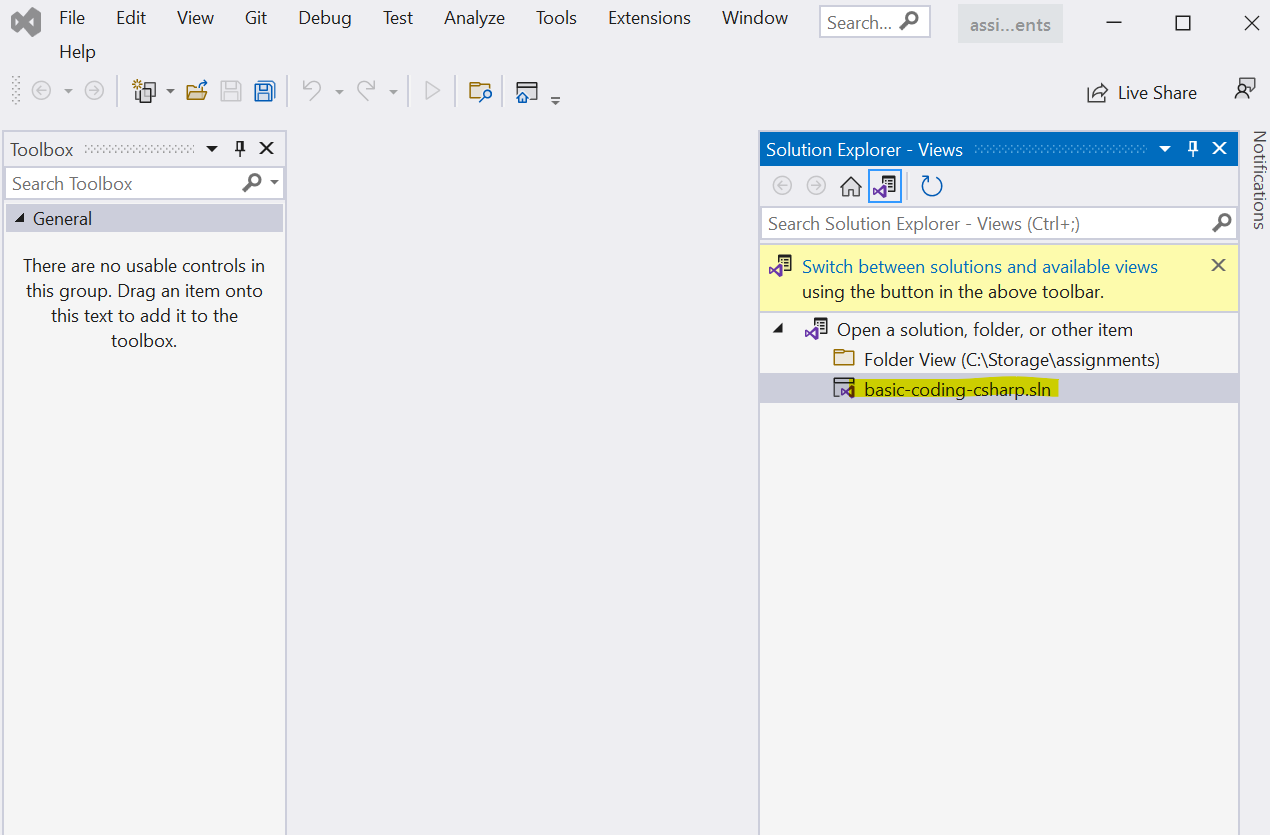 File Edit View Git Debug Test Analyze Tools Extensions Window Search... assi...ents
Help
Live Share
Toolbox
Search Toolbox
General
There are no usable controls in
this group. Drag an item onto
this text to add it to the
toolbox.
Solution Explorer - Views
Search Solution Explorer - Views (Ctrl+;)
Switch between solutions and available views
using the button in the above toolbar.
Open a solution, folder, or other item
Folder View (C:\Storage\assignments)
basic-coding-csharp.sln
Notifications